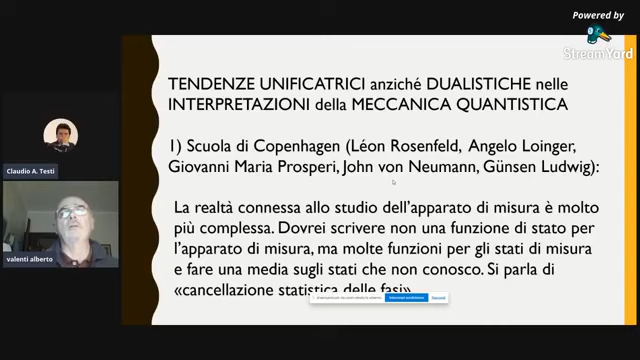 Powered by
StreamYard
TENDENZE UNIFICATRICI anziché DUALISTICHE nelle
INTERPRETAZIONI della MECCANICA QUANTISTICA
1) Scuola di Copenhagen (Léon Rosenfeld, Angelo Loinger,
Giovanni Maria Prosperi, John von Neumann, Günsen Ludwig):
La realtà connessa allo studio dell'apparato di misura è molto
più complessa. Dovrei scrivere non una funzione di stato per
l'apparato di misura, ma molte funzioni per gli stati di misura
e fare una media sugli stati che non conosco. Si parla di
«cancellazione statistica delle fasi»
Claudio A. Testi
valenti alberto
Interrompi condivisione
Nascondi